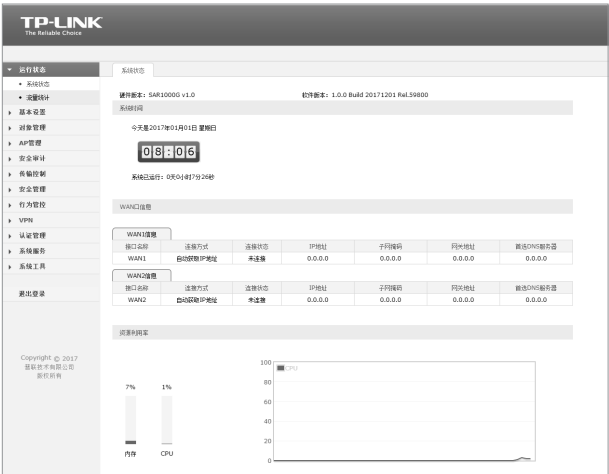 TP-LINK
The Reliable Choice
运行状态
系统状态
流量统计
基本设置
对象管理
AP管理
安全审计
传输控制
安全管理
行为管控
VPN
认证管理
系统服务
系统工具
退出登录
Copyright © 2017
普联技术有限公司
版权所有
系统状态
硬件版本：SAR1000G v1.0 软件版本：1.0.0 Build 20171201 Rel.59800
系统时间
今天是2017年01月01日 星期日
08:06
系统已运行：0天0小时7分26秒
WAN口信息
WAN1信息
接口名称 连接方式 连接状态 IP地址 子网掩码 网关地址 首选DNS服务器
WAN1 自动获取IP地址 未连接 0.0.0.0 0.0.0.0 0.0.0.0 0.0.0.0
WAN2信息
接口名称 连接方式 连接状态 IP地址 子网掩码 网关地址 首选DNS服务器
WAN2 自动获取IP地址 未连接 0.0.0.0 0.0.0.0 0.0.0.0 0.0.0.0
资源利用率
7% 1%
内存 CPU
CPU
100
80
60
40
20
0